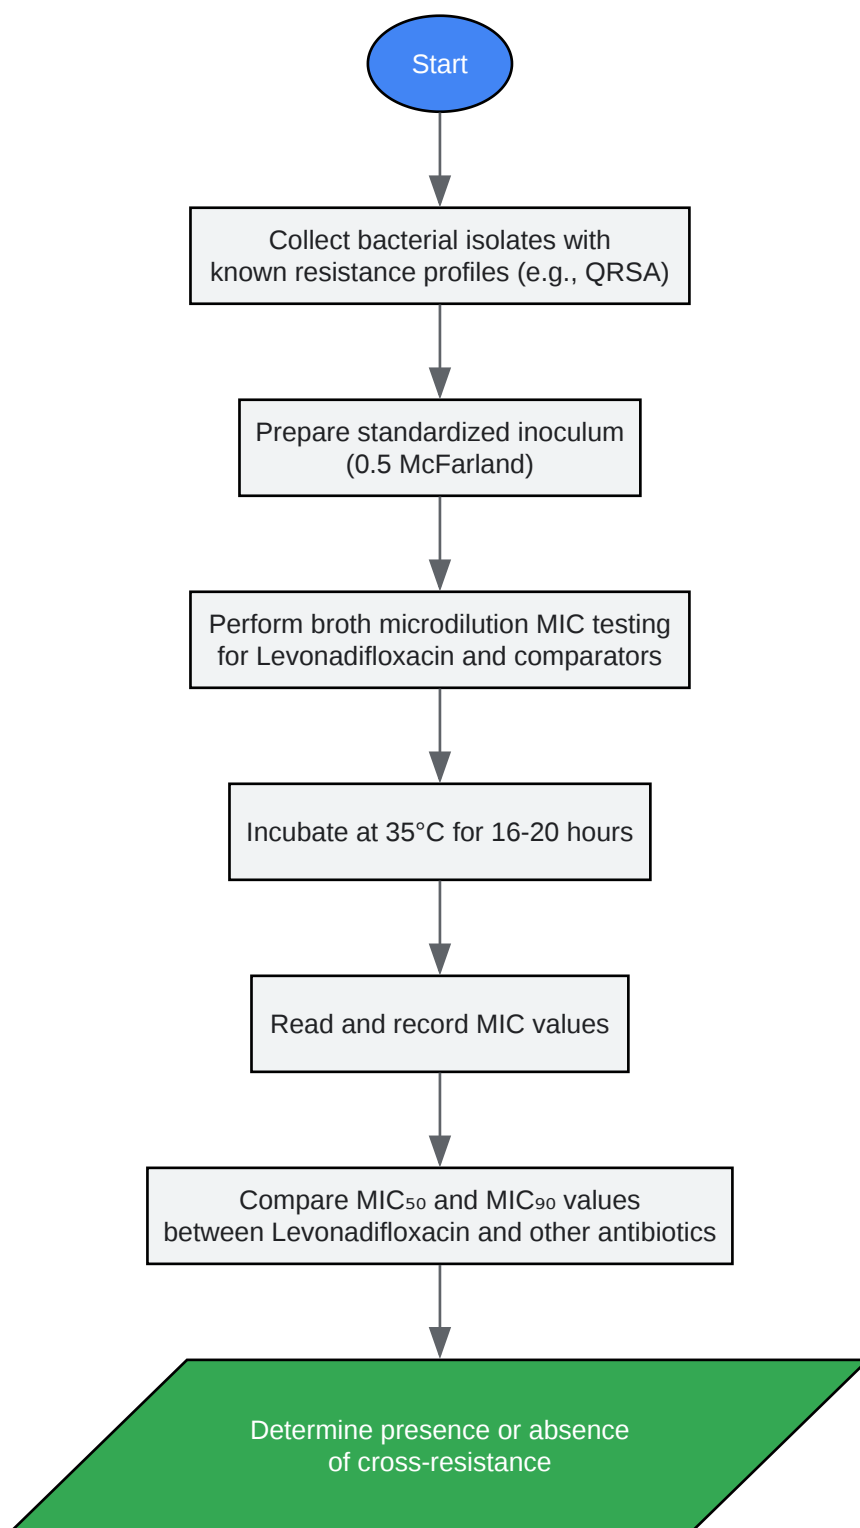 Start
Collect bacterial isolates with
known resistance profiles (e.g., QRSA)
Prepare standardized inoculum
(0.5 McFarland)
Perform broth microdilution MIC testing
for Levonadifloxacin and comparators
Incubate at 35°C for 16-20 hours
Read and record MIC values
Compare MIC₅₀ and MIC₉₀ values
between Levonadifloxacin and other antibiotics
Determine presence or absence
of cross-resistance